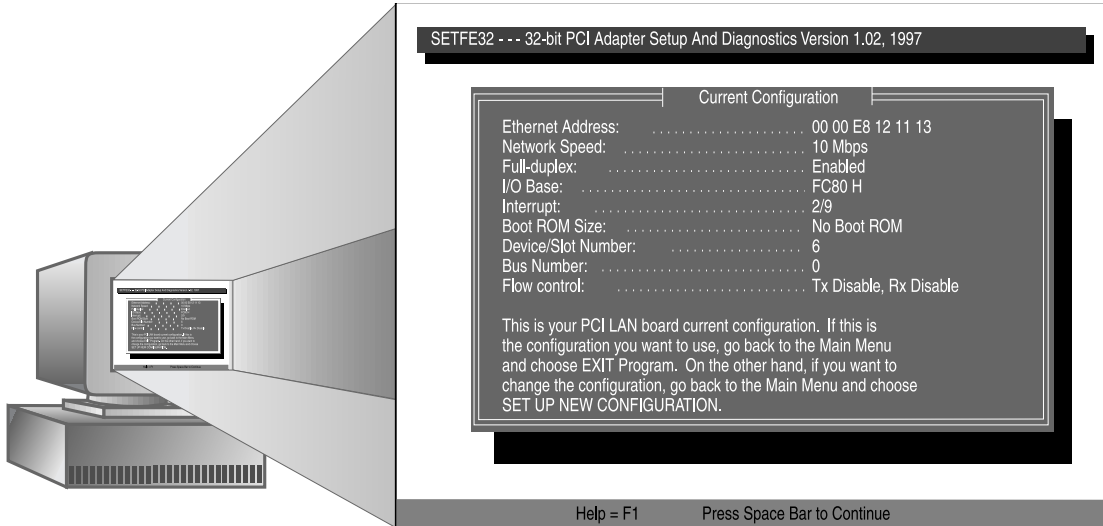 SETFE32 - - - 32-bit PCI Adapter Setup And Diagnostics Version 1.02, 1997
Current Configuration
Ethernet Address: . . . . . . . . . . . . . . . . . . . . . 00 00 E8 12 11 13
Network Speed: . . . . . . . . . . . . . . . . . . . . . . . . . 10 Mbps
Full-duplex: . . . . . . . . . . . . . . . . . . . . . . . . . . . Enabled
I/O Base: . . . . . . . . . . . . . . . . . . . . . . . . . . . . . . . FC80 H
Interrupt: . . . . . . . . . . . . . . . . . . . . . . . . . . . . . 2/9
Boot ROM Size: . . . . . . . . . . . . . . . . . . . . . . . . . No Boot ROM
Device/Slot Number: . . . . . . . . . . . . . . . . . . 6
Bus Number: . . . . . . . . . . . . . . . . . . . . . . . . . . . . 0
Flow control: . . . . . . . . . . . . . . . . . . . . . . . . . . Tx Disable, Rx Disable
This is your PCI LAN board current configuration. If this is
the configuration you want to use, go back to the Main Menu
and choose EXIT Program. On the other hand, if you want to
change the configuration, go back to the Main Menu and choose
SET UP NEW CONFIGURATION.
Help = F1 Press Space Bar to Continue